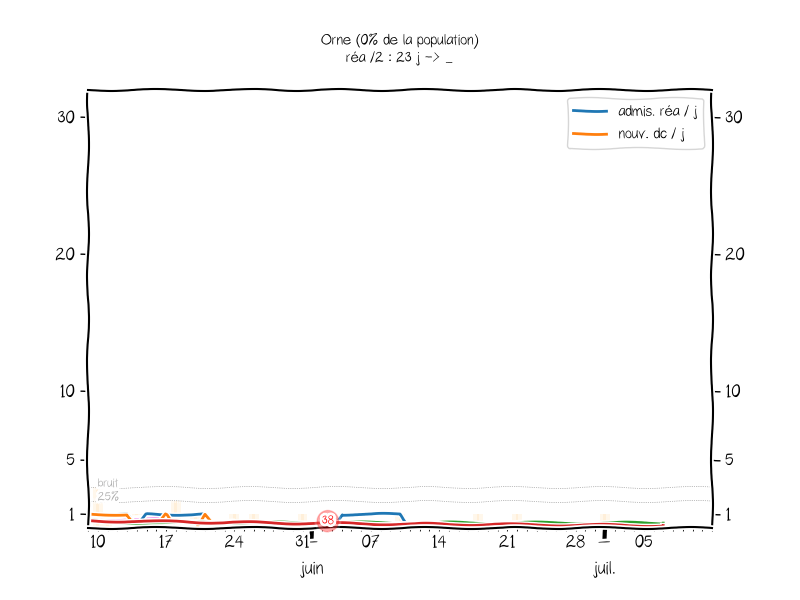 Orne (0% de la population)
réa /2 : 23 j -> _
admis. réa / j
nouv. dc / j
30 30
20 20
10 10
5 5
bruit
25%
1 1
38
10 17 24 31 07 14 21 28 05
juin juil.